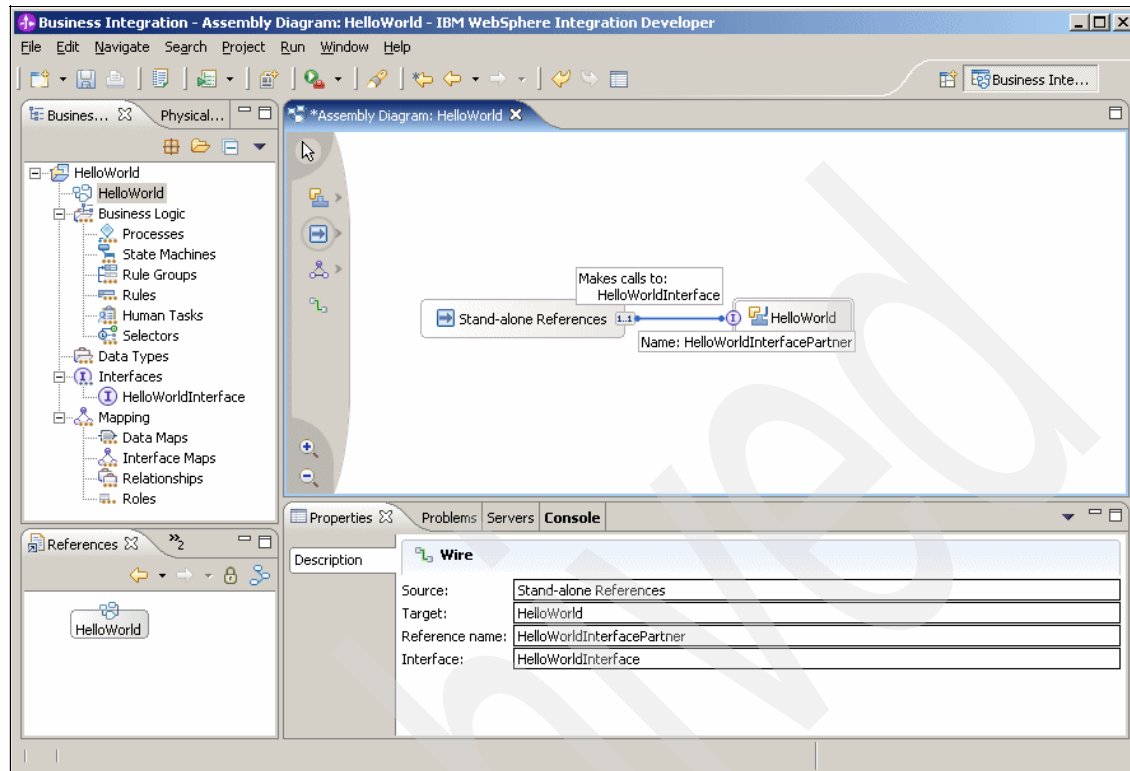 Business Integration - Assembly Diagram: HelloWorld - IBM WebSphere Integration Developer
File Edit Navigate Search Project Run Window Help
Business Inte...
Busines... Physical...
HelloWorld
HelloWorld
Business Logic
Processes
State Machines
Rule Groups
Rules
Human Tasks
Selectors
Data Types
Interfaces
HelloWorldInterface
Mapping
Data Maps
Interface Maps
Relationships
Roles
*Assembly Diagram: HelloWorld
Makes calls to:
HelloWorldInterface
Stand-alone References 1..1 I HelloWorld
Name: HelloWorldInterfacePartner
References »2
HelloWorld
Properties Problems Servers Console
Description
Wire
Source: Stand-alone References
Target: HelloWorld
Reference name: HelloWorldInterfacePartner
Interface: HelloWorldInterface